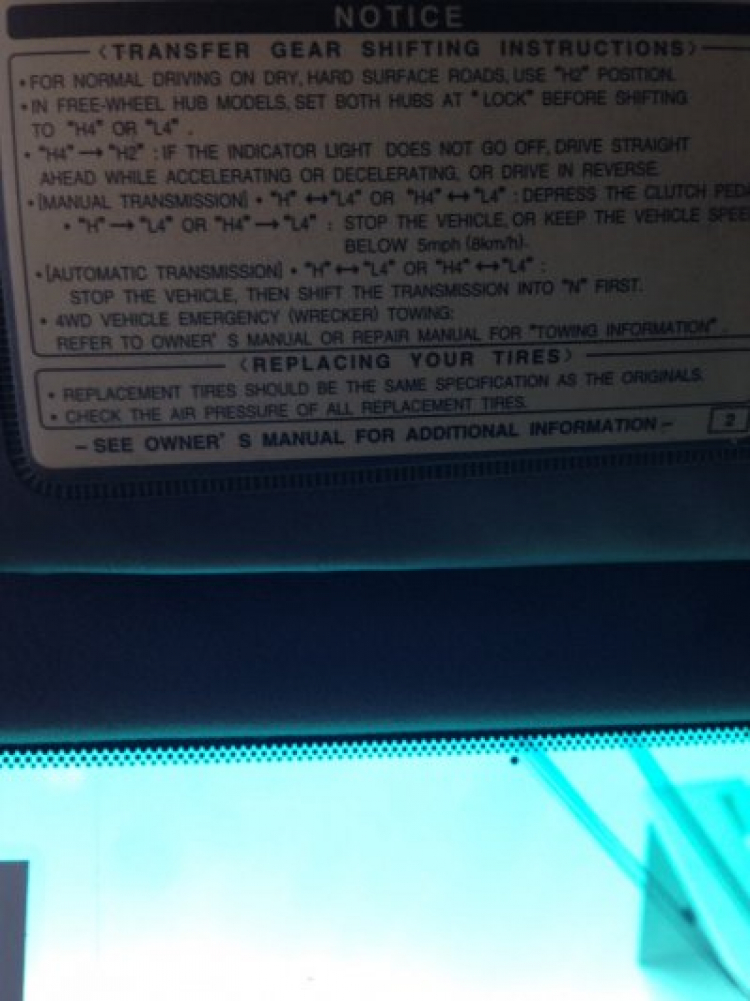 NOTICE
<TRANSFER GEAR SHIFTING INSTRUCTIONS>
•FOR NORMAL DRIVING ON DRY, HARD SURFACE ROADS, USE "H2" POSITION.
•IN FREE-WHEEL HUB MODELS, SET BOTH HUBS AT "LOCK" BEFORE SHIFTING
TO "H4" OR "L4".
• "H4" → "H2" : IF THE INDICATOR LIGHT DOES NOT GO OFF, DRIVE STRAIGHT
AHEAD WHILE ACCELERATING OR DECELERATING, OR DRIVE IN REVERSE.
•[MANUAL TRANSMISSION] • "H" ↔ "L4" OR "H4" ↔ "L4" : DEPRESS THE CLUTCH PED
• "H" → "L4" OR "H4" → "L4" : STOP THE VEHICLE, OR KEEP THE VEHICLE SPEE
BELOW 5mph (8km/h).
•[AUTOMATIC TRANSMISSION] • "H" ↔ "L4" OR "H4" ↔ "L4" :
STOP THE VEHICLE, THEN SHIFT THE TRANSMISSION INTO "N" FIRST.
• 4WD VEHICLE EMERGENCY (WRECKER) TOWING:
REFER TO OWNER'S MANUAL OR REPAIR MANUAL FOR "TOWING INFORMATION".
<REPLACING YOUR TIRES>
• REPLACEMENT TIRES SHOULD BE THE SAME SPECIFICATION AS THE ORIGINALS.
• CHECK THE AIR PRESSURE OF ALL REPLACEMENT TIRES.
– SEE OWNER'S MANUAL FOR ADDITIONAL INFORMATION – 2